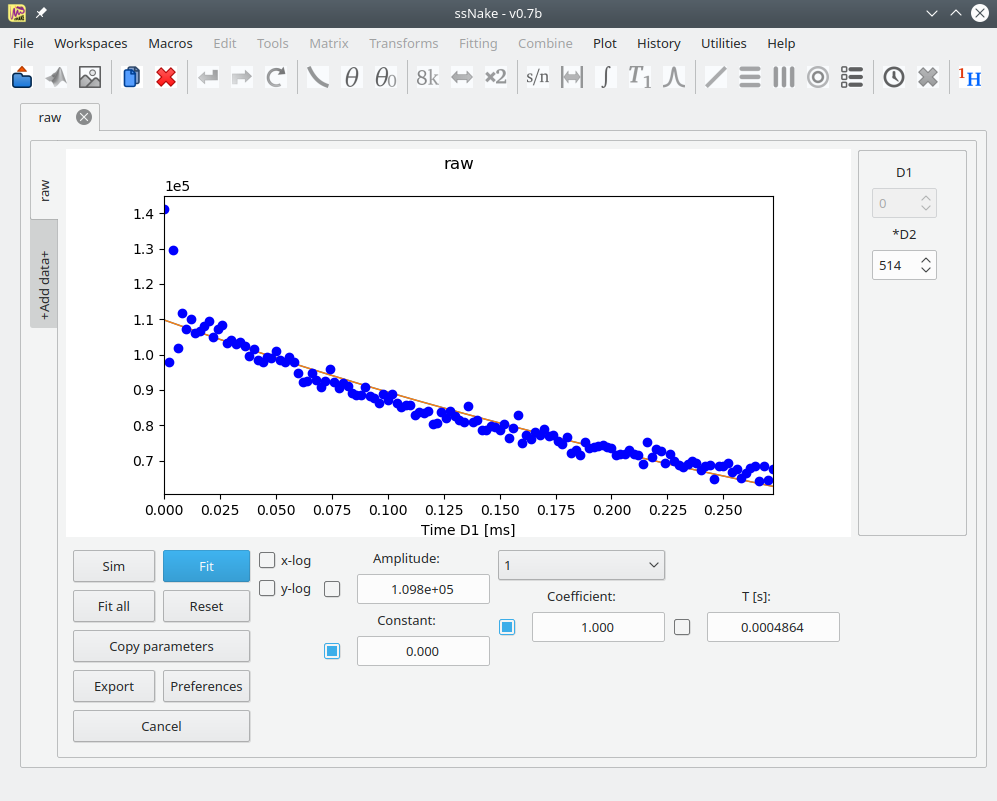 ssNake - v0.7b
File Workspaces Macros Edit Tools Matrix Transforms Fitting Combine Plot History Utilities Help
θ θ0 8k ×2 s/n ∫ T1 1H
raw
raw
+Add data+
raw
1e5
1.4
1.3
1.2
1.1
1.0
0.9
0.8
0.7
0.000 0.025 0.050 0.075 0.100 0.125 0.150 0.175 0.200 0.225 0.250
Time D1 [ms]
D1
0
*D2
514
Sim Fit
Fit all Reset
Copy parameters
Export Preferences
Cancel
x-log
y-log
Amplitude:
1.098e+05
Constant:
0.000
1
Coefficient: T [s]:
1.000 0.0004864